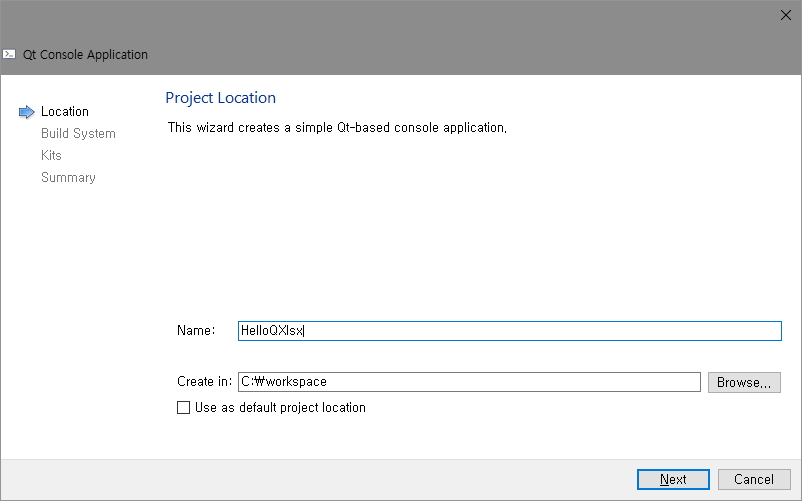 Qt Console Application
Location
Build System
Kits
Summary
Project Location
This wizard creates a simple Qt-based console application.
Name: HelloQXlsx
Create in: C:₩workspace Browse...
Use as default project location
Next Cancel